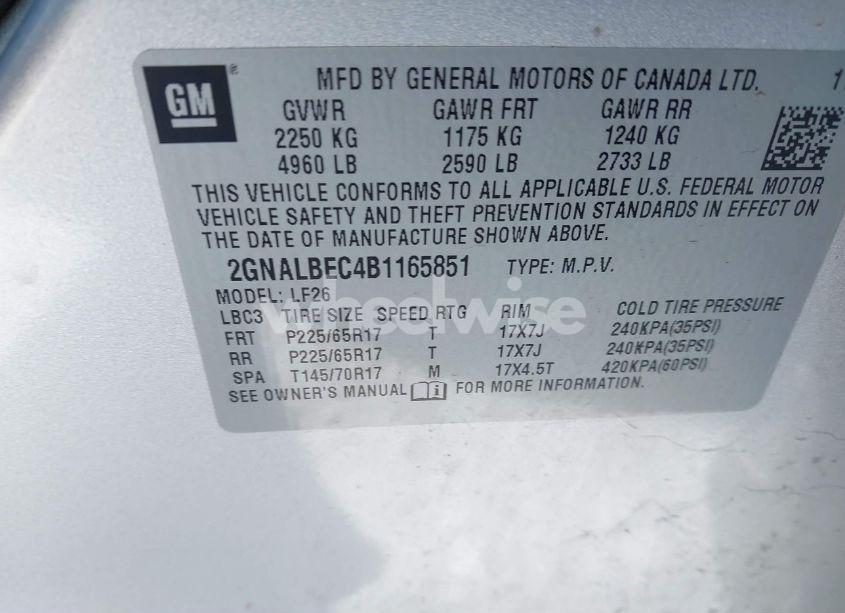 GM®
MFD BY GENERAL MOTORS OF CANADA LTD.
GVWR GAWR FRT GAWR RR
2250 KG 1175 KG 1240 KG
4960 LB 2590 LB 2733 LB
THIS VEHICLE CONFORMS TO ALL APPLICABLE U.S. FEDERAL MOTOR
VEHICLE SAFETY AND THEFT PREVENTION STANDARDS IN EFFECT ON
THE DATE OF MANUFACTURE SHOWN ABOVE.
2GNALBEC4B1165851 TYPE: M.P.V.
MODEL: LF26
wheelwise
LBC3 TIRE SIZE SPEED RTG RIM COLD TIRE PRESSURE
FRT P225/65R17 T 17X7J 240KPA(35PSI)
RR P225/65R17 T 17X7J 240KPA(35PSI)
SPA T145/70R17 M 17X4.5T 420KPA(60PSI)
SEE OWNER'S MANUAL FOR MORE INFORMATION.